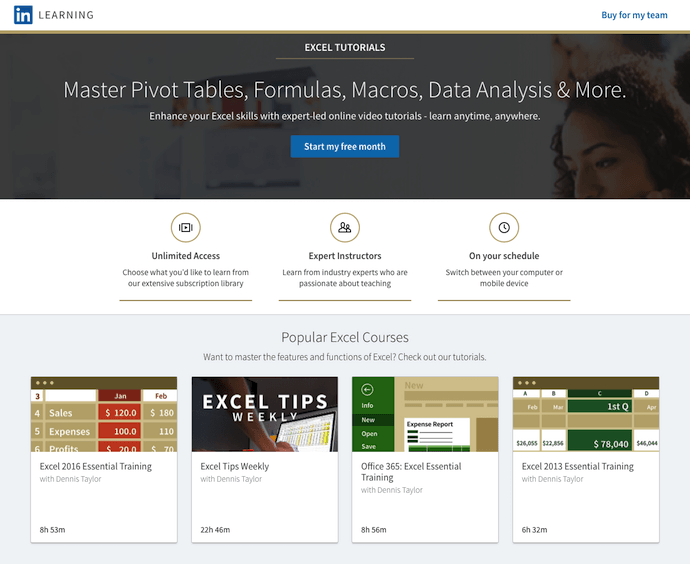 in LEARNING
Buy for my team
EXCEL TUTORIALS
Master Pivot Tables, Formulas, Macros, Data Analysis & More.
Enhance your Excel skills with expert-led online video tutorials - learn anytime, anywhere.
Start my free month
Unlimited Access
Choose what you'd like to learn from
our extensive subscription library
Expert Instructors
Learn from industry experts who are
passionate about teaching
On your schedule
Switch between your computer or
mobile device
Popular Excel Courses
Want to master the features and functions of Excel? Check out our tutorials.
3 Jan Feb
4 Sales $ 120.0 $ 180
5 Expenses 100.0 110
6 Profits $ 20.0 $ 70
Excel 2016 Essential Training
with Dennis Taylor
8h 53m
EXCEL TIPS
WEEKLY
Excel Tips Weekly
with Dennis Taylor
22h 46m
New
Info
New
Open
Save
Expense Report
Office 365: Excel Essential
Training
with Dennis Taylor
8h 56m
A B C D
Feb Mar 1st Q Apr
$26,055 $22,856 $ 78,040 $46,044
Excel 2013 Essential Training
with Dennis Taylor
6h 32m